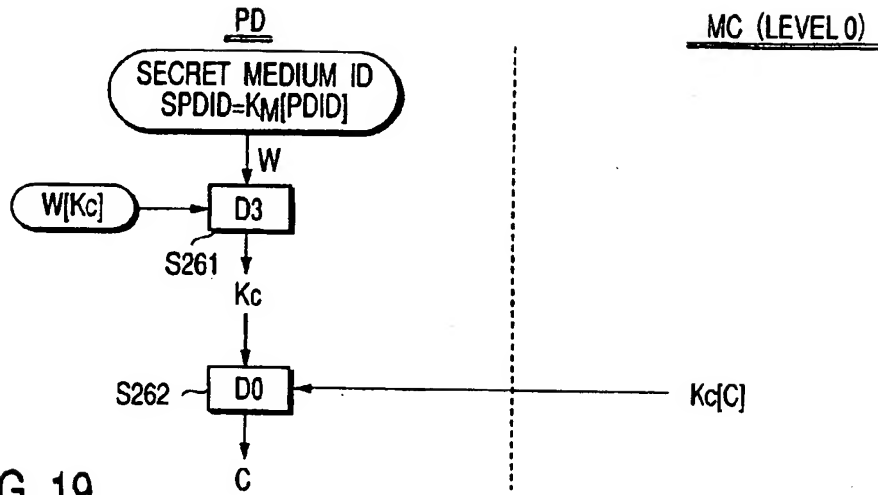 PD
MC (LEVEL 0)
SECRET MEDIUM ID
SPDID=KM[PDID]
W
W[Kc]
D3
S261
Kc
S262
D0
Kc[C]
C
G. 19